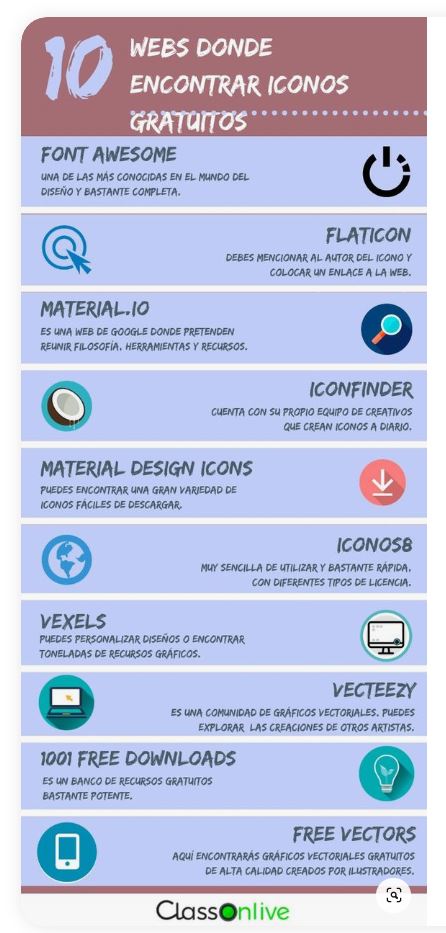 10
WEBS DONDE
ENCONTRAR ICONOS
GRATUITOS
FONT AWESOME
UNA DE LAS MÁS CONOCIDAS EN EL MUNDO DEL
DISEÑO Y BASTANTE COMPLETA.
FLATICON
DEBES MENCIONAR AL AUTOR DEL ICONO Y
COLOCAR UN ENLACE A LA WEB.
MATERIAL.IO
ES UNA WEB DE GOOGLE DONDE PRETENDEN
REUNIR FILOSOFÍA, HERRAMIENTAS Y RECURSOS.
ICONFINDER
CUENTA CON SU PROPIO EQUIPO DE CREATIVOS
QUE CREAN ICONOS A DIARIO.
MATERIAL DESIGN ICONS
PUEDES ENCONTRAR UNA GRAN VARIEDAD DE
ICONOS FÁCILES DE DESCARGAR.
ICONOS8
MUY SENCILLA DE UTILIZAR Y BASTANTE RÁPIDA,
CON DIFERENTES TIPOS DE LICENCIA.
VEXELS
PUEDES PERSONALIZAR DISEÑOS O ENCONTRAR
TONELADAS DE RECURSOS GRÁFICOS.
VECTEEZY
ES UNA COMUNIDAD DE GRÁFICOS VECTORIALES. PUEDES
EXPLORAR LAS CREACIONES DE OTROS ARTISTAS.
1001 FREE DOWNLOADS
ES UN BANCO DE RECURSOS GRATUITOS
BASTANTE POTENTE.
FREE VECTORS
AQUÍ ENCONTRARÁS GRÁFICOS VECTORIALES GRATUITOS
DE ALTA CALIDAD CREADOS POR ILUSTRADORES.
ClassOnlive